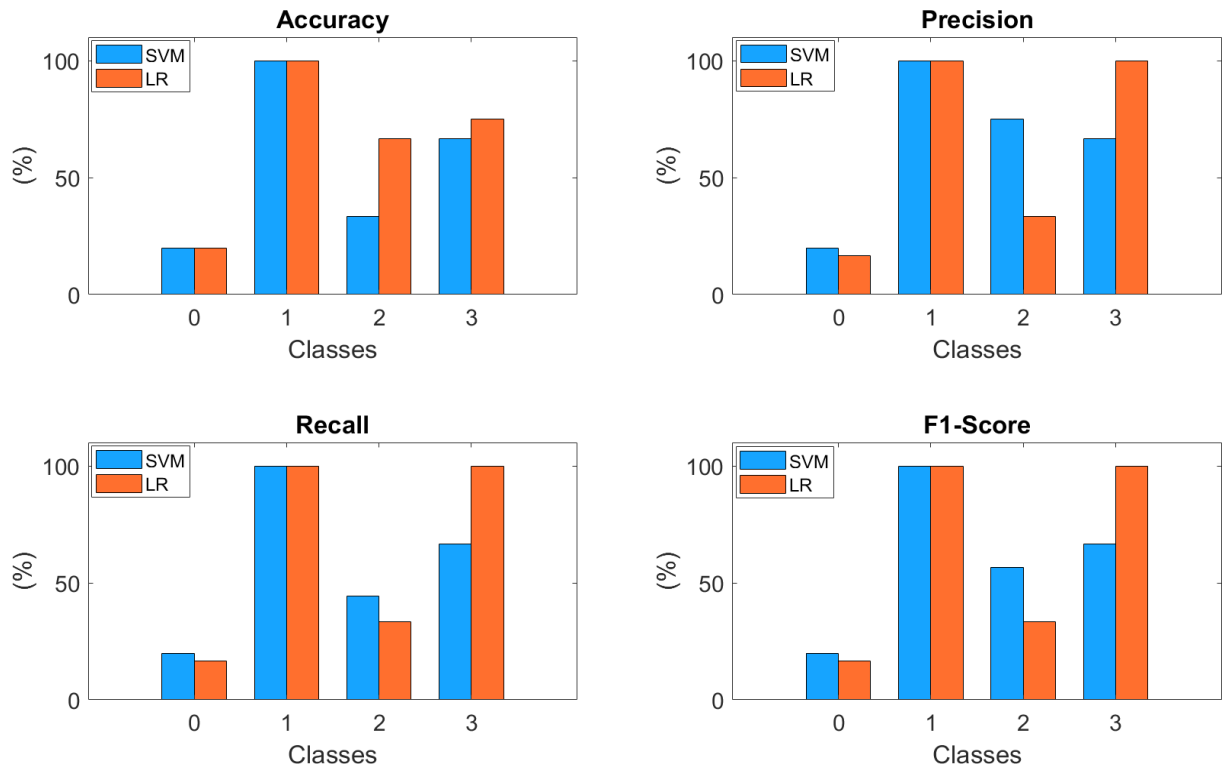 Accuracy
SVM
LR
100
50
0
(%)
0 1 2 3
Classes
Precision
SVM
LR
100
50
0
(%)
0 1 2 3
Classes
Recall
SVM
LR
100
50
0
(%)
0 1 2 3
Classes
F1-Score
SVM
LR
100
50
0
(%)
0 1 2 3
Classes